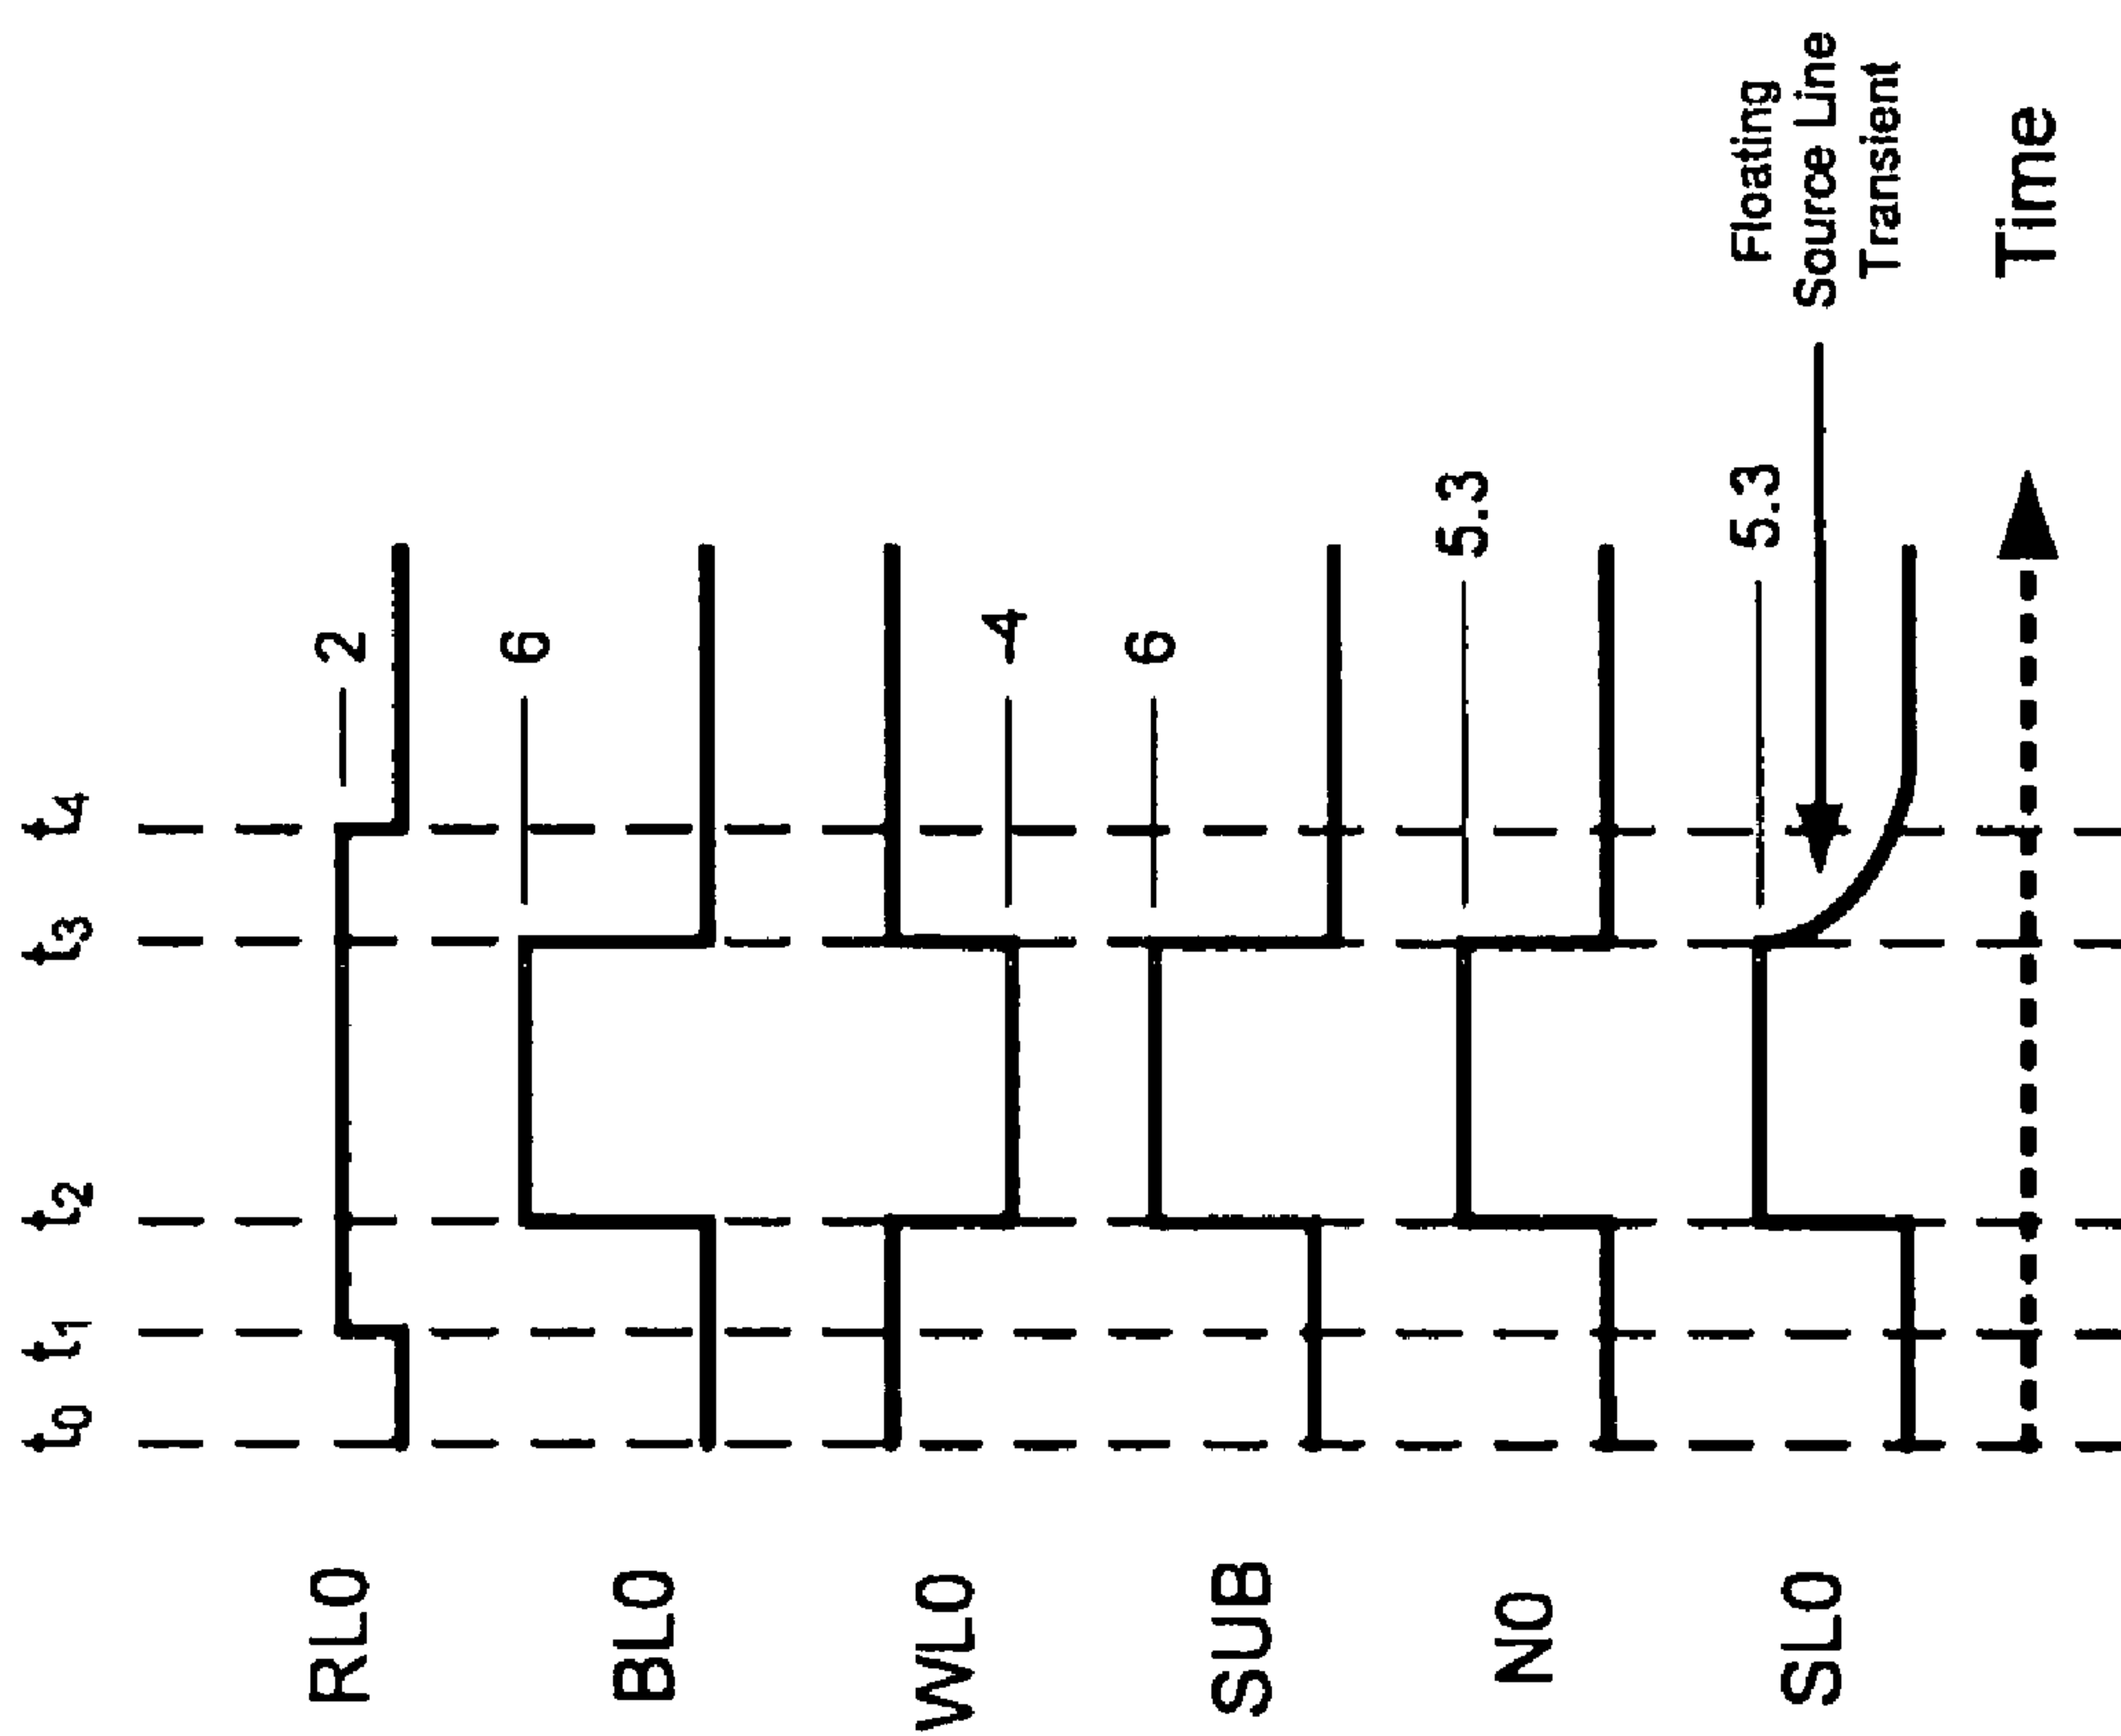 t0 t1 t2 t3 t4
RL0
2
BL0
6
WL0
-4
SUB
6
N0
5.3
SL0
5.3
Floating
Source Line
Transient
Time